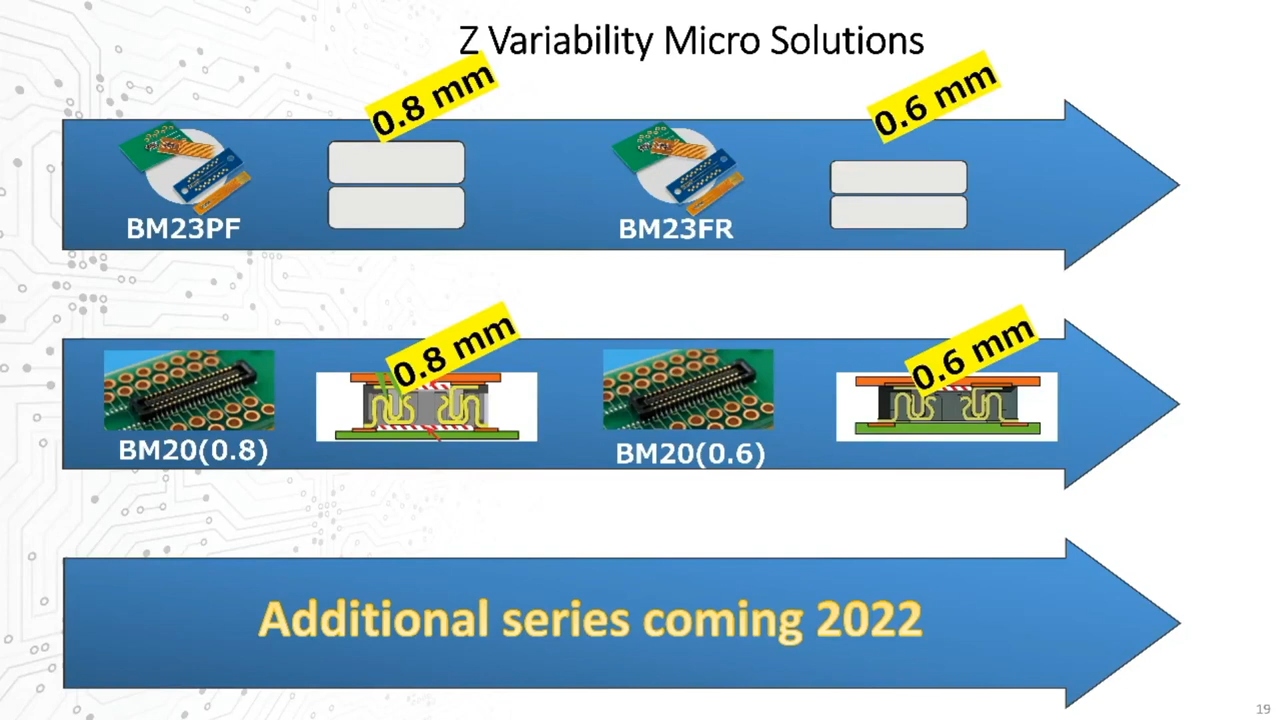 Z Variability Micro Solutions
0.8 mm
0.6 mm
BM23PF
BM23FR
0.8 mm
0.6 mm
BM20(0.8)
BM20(0.6)
Additional series coming 2022
19